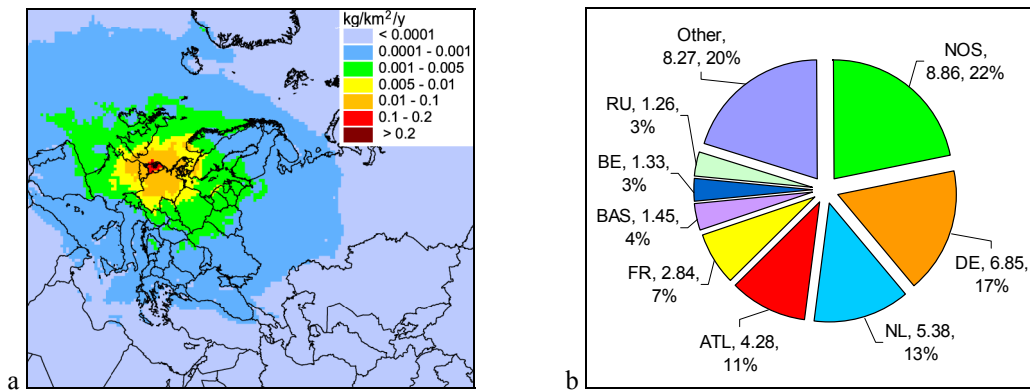 kg/km²/y
< 0.0001
0.0001 - 0.001
0.001 - 0.005
0.005 - 0.01
0.01 - 0.1
0.1 - 0.2
> 0.2
a
Other,
8.27, 20%
NOS,
8.86, 22%
RU, 1.26,
3%
BE, 1.33,
3%
BAS, 1.45
4%
FR, 2.84,
7%
ATL, 4.28,
11%
NL, 5.38,
13%
DE, 6.85,
17%
b